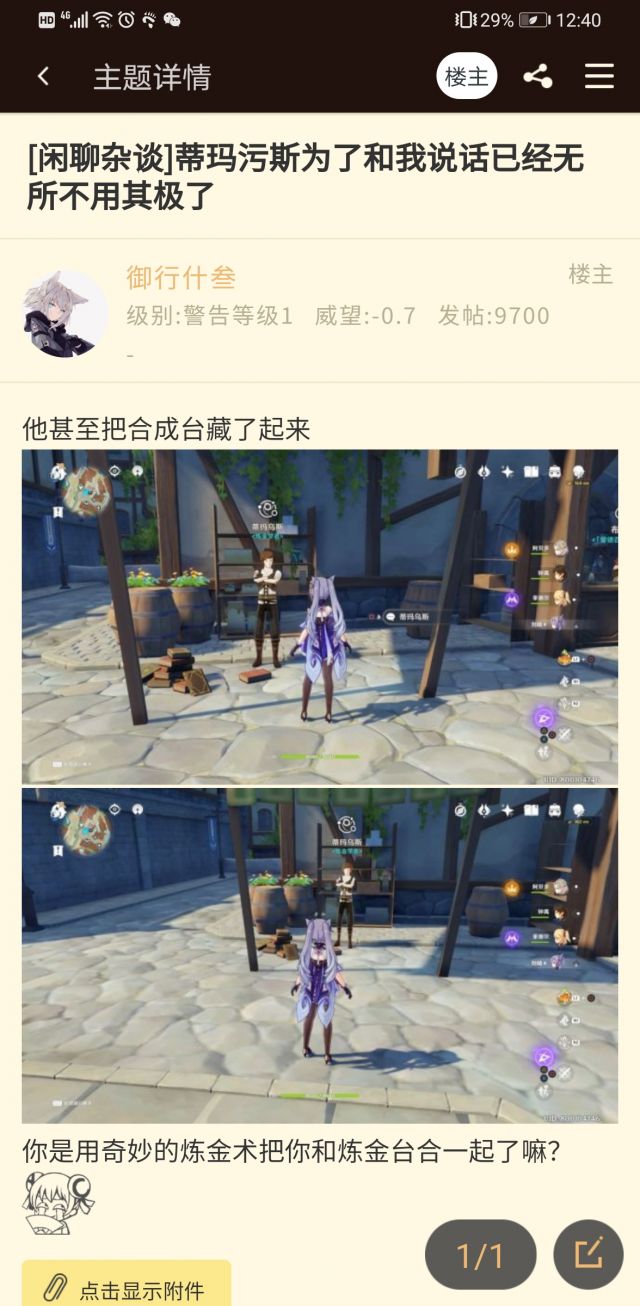 HD 4G 29% 12:40
主题详情
楼主
[闲聊杂谈]蒂玛污斯为了和我说话已经无
所不用其极了
御行什叁
楼主
级别:警告等级1 威望:-0.7 发帖:9700
-
他甚至把合成台藏了起来
蒂玛乌斯
蒂玛乌斯
蒂玛乌斯
你是用奇妙的炼金术把你和炼金台合一起了嘛?
1/1
点击显示附件